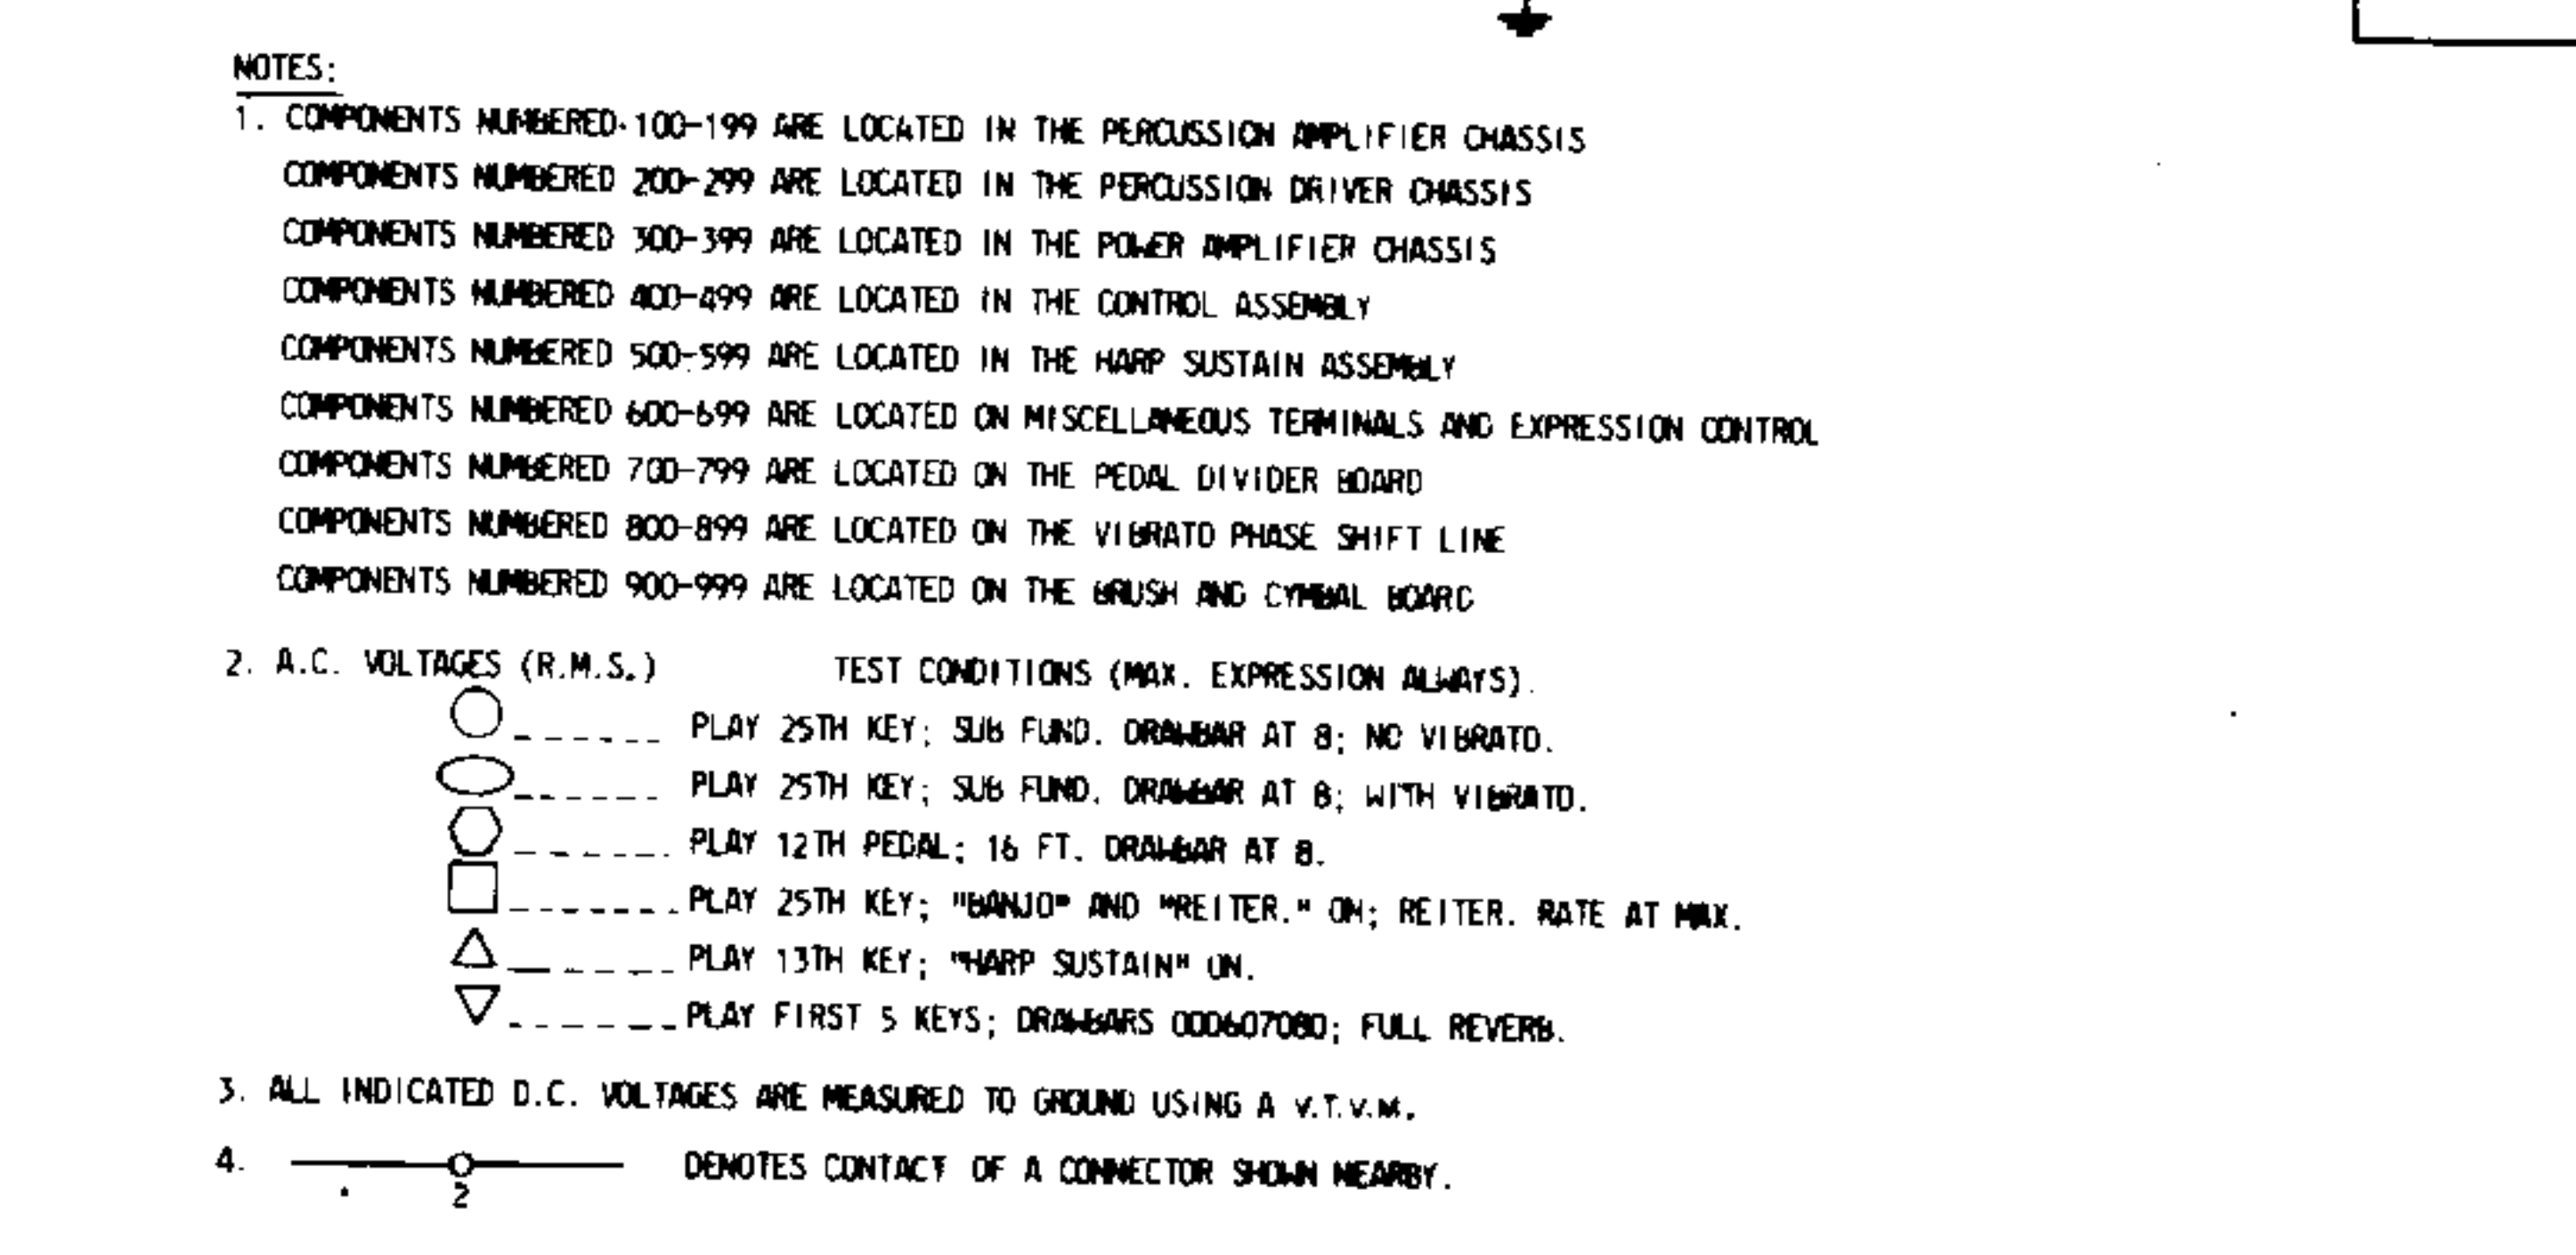 NOTES:
1. COMPONENTS NUMBERED 100-199 ARE LOCATED IN THE PERCUSSION AMPLIFIER CHASSIS
COMPONENTS NUMBERED 200-299 ARE LOCATED IN THE PERCUSSION DRIVER CHASSIS
COMPONENTS NUMBERED 300-399 ARE LOCATED IN THE POWER AMPLIFIER CHASSIS
COMPONENTS NUMBERED 400-499 ARE LOCATED IN THE CONTROL ASSEMBLY
COMPONENTS NUMBERED 500-599 ARE LOCATED IN THE HARP SUSTAIN ASSEMBLY
COMPONENTS NUMBERED 600-699 ARE LOCATED ON MISCELLANEOUS TERMINALS AND EXPRESSION CONTROL
COMPONENTS NUMBERED 700-799 ARE LOCATED ON THE PEDAL DIVIDER BOARD
COMPONENTS NUMBERED 800-899 ARE LOCATED ON THE VIBRATO PHASE SHIFT LINE
COMPONENTS NUMBERED 900-999 ARE LOCATED ON THE BRUSH AND CYMBAL BOARD
2. A.C. VOLTAGES (R.M.S.) TEST CONDITIONS (MAX. EXPRESSION ALWAYS).
PLAY 25TH KEY; SUB FUND. DRAWBAR AT 8; NO VIBRATO.
PLAY 25TH KEY; SUB FUND. DRAWBAR AT 8; WITH VIBRATO.
PLAY 12TH PEDAL; 16 FT. DRAWBAR AT 8.
PLAY 25TH KEY; "BANJO" AND "REITER." ON; REITER. RATE AT MAX.
PLAY 13TH KEY; "HARP SUSTAIN" ON.
PLAY FIRST 5 KEYS; DRAWBARS 000607080; FULL REVERB.
3. ALL INDICATED D.C. VOLTAGES ARE MEASURED TO GROUND USING A V.T.V.M.
4. DENOTES CONTACT OF A CONNECTOR SHOWN NEARBY.
2